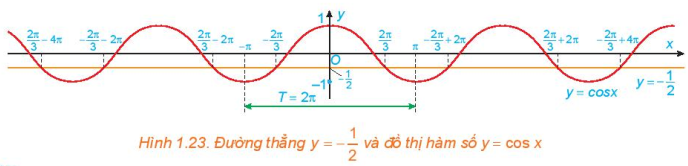 1 y
2π/3 − 4π   −2π/3 − 2π   2π/3 − 2π   −π   −2π/3   2π/3   π   −2π/3 + 2π   2π/3 + 2π   −2π/3 + 4π   x
O
−1   −1/2   y = −1/2
T = 2π   y = cosx
Hình 1.23. Đường thẳng y = −1/2 và đồ thị hàm số y = cos x